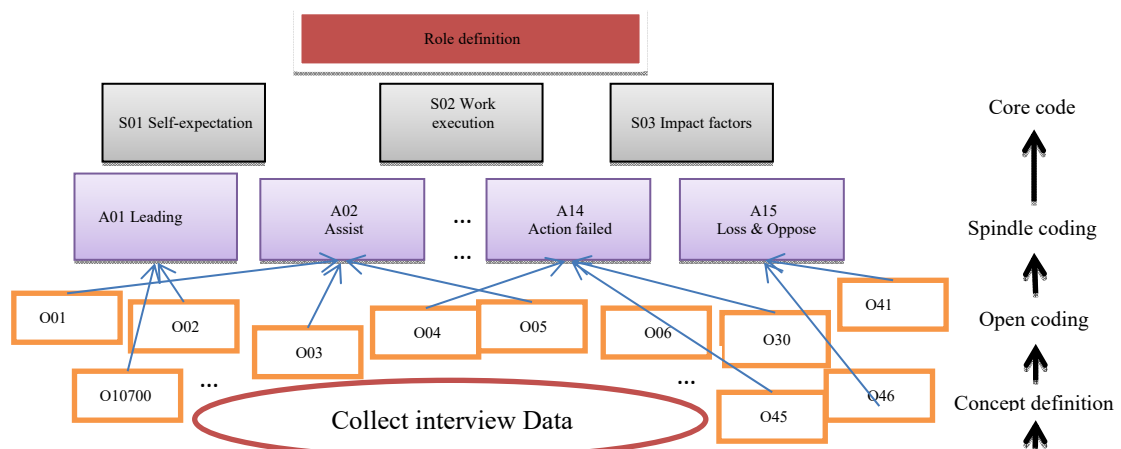 Role definition
S01 Self-expectation
S02 Work
execution
S03 Impact factors
Core code
A01 Leading
A02
Assist
...
...
A14
Action failed
A15
Loss & Oppose
Spindle coding
O01
O02
O03
O04
O05
O06
O30
O41
Open coding
O10700
...
...
O45
O46
Concept definition
Collect interview Data